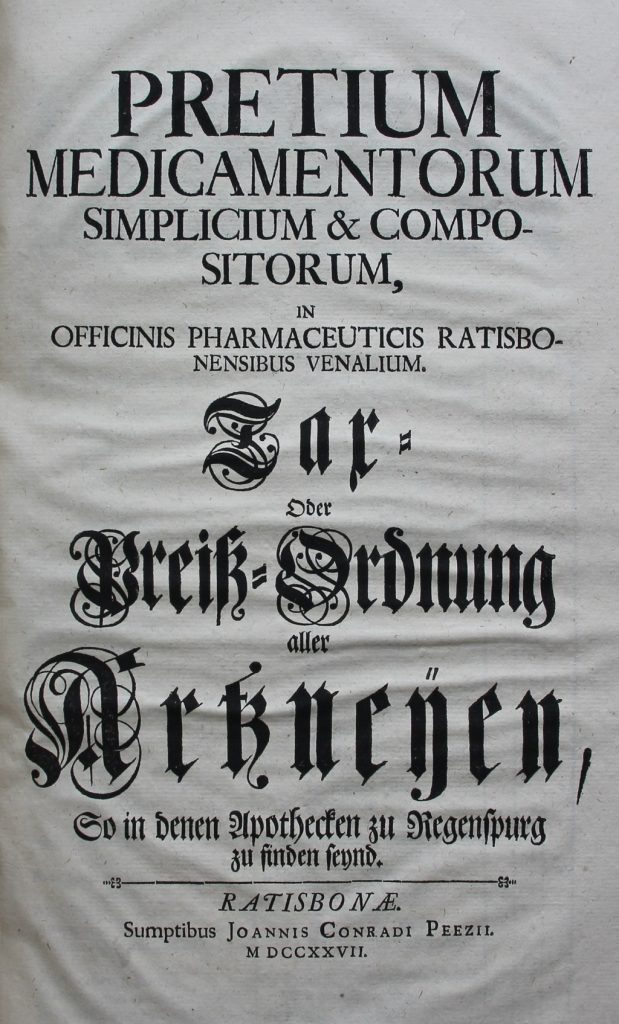 PRETIUM
MEDICAMENTORUM
SIMPLICIUM & COMPO-
SITORUM,
IN
OFFICINIS PHARMACEUTICIS RATISBO-
NENSIBUS VENALIUM.
Tax-
Oder
Preiß-Ordnung
aller
Artzneÿen,
So in denen Apothecken zu Regenſpurg
zu finden ſeynd.
RATISBONÆ.
Sumptibus JOANNIS CONRADI PEEZII.
M DCCXXVII.